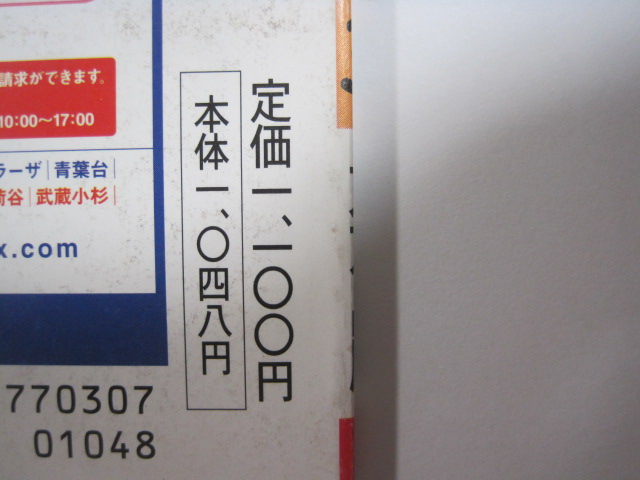 請求ができます。
10:00〜17:00
ラーザ|青葉台|
谷|武蔵小杉|
x.com
定価一、一〇〇円
本体一、〇四八円
770307
01048